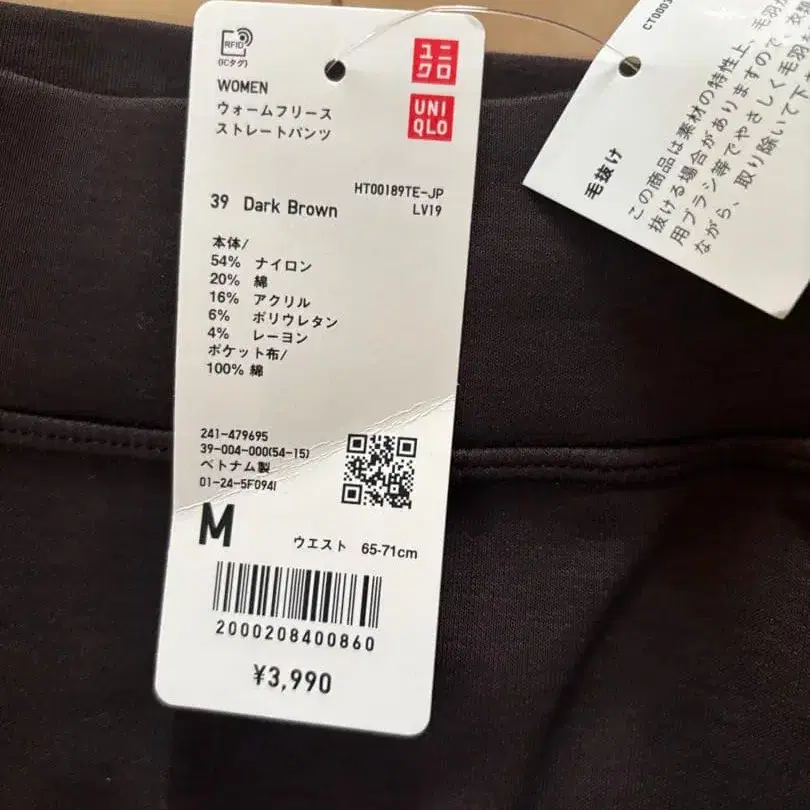 RFID
(ICタグ)
ユニ
クロ
UNI
QLO
WOMEN
ウォームフリース
ストレートパンツ
HT00189TE-JP
39 Dark Brown
LV19
本体/
54% ナイロン
20% 綿
16% アクリル
6% ポリウレタン
4% レーヨン
ポケット布/
100% 綿
241-479695
39-004-000(54-15)
ベトナム製
01-24-5F094I
M ウエスト 65-71cm
2000208400860
¥3,990
毛抜け
この商品は素材の特性上、毛羽が
抜ける場合がありますので、衣
用ブラシ等でやさしく毛羽を
ながら、取り除いて下